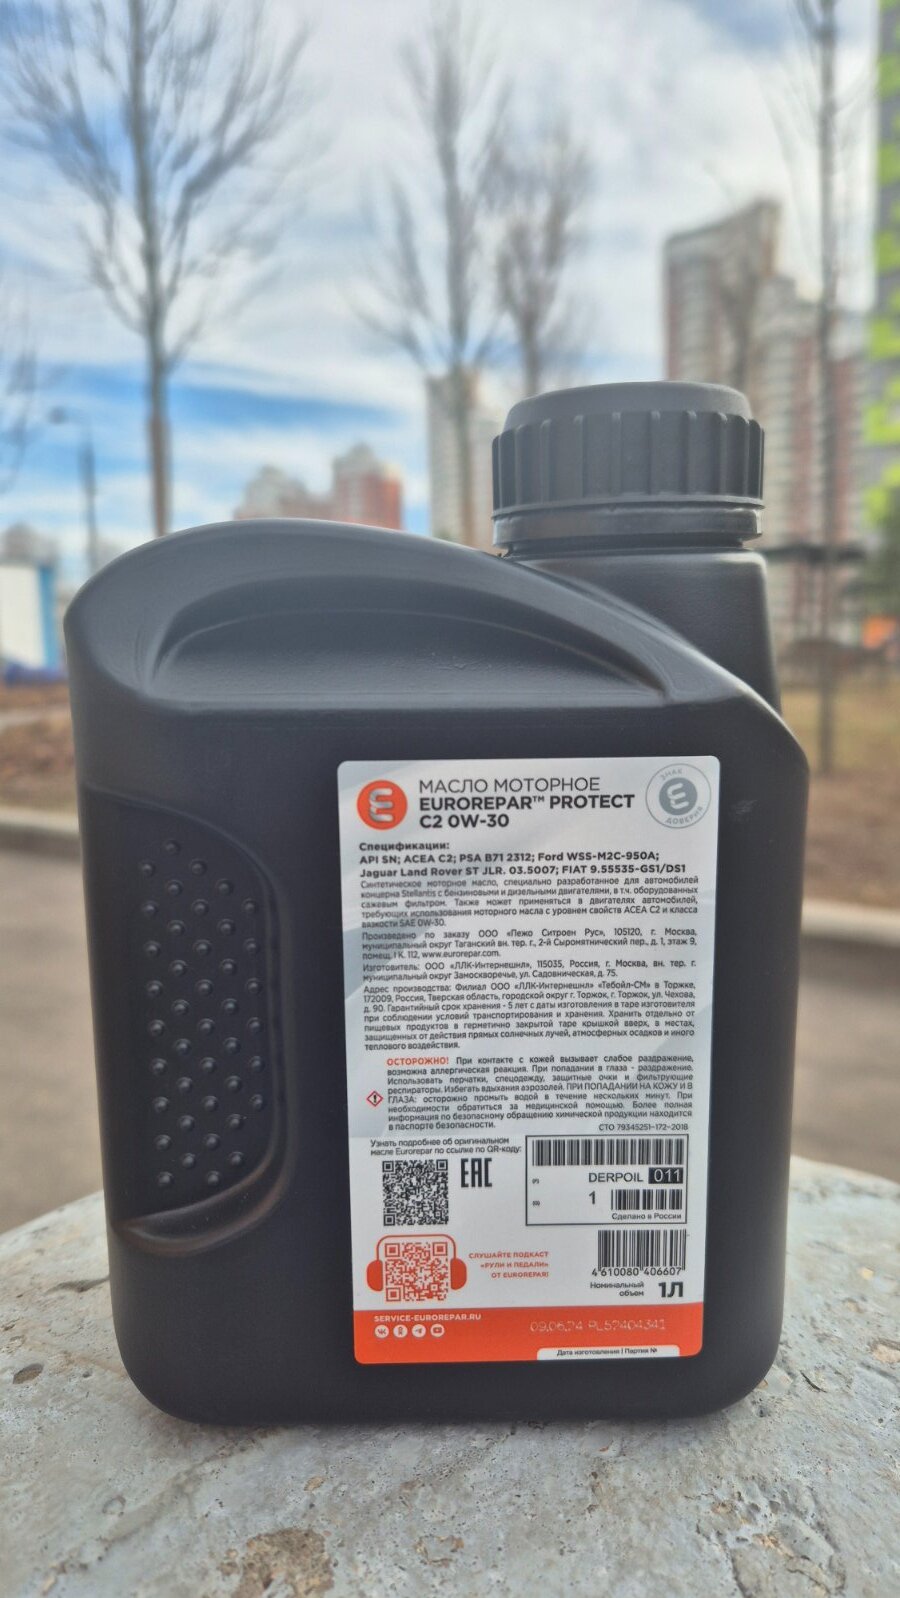 МАСЛО МОТОРНОЕ
EUROREPAR™ PROTECT
C2 0W-30
ЗНАК
ДОВЕРИЯ
Спецификации:
API SN; ACEA C2; PSA B71 2312; Ford WSS-M2C-950A;
Jaguar Land Rover ST JLR. 03.5007; FIAT 9.55535-GS1/DS1
Синтетическое моторное масло, специально разработанное для автомобилей
концерна Stellantis с бензиновыми и дизельными двигателями, в т.ч. оборудованных
сажевым фильтром. Также может применяться в двигателях автомобилей,
требующих использования моторного масла с уровнем свойств ACEA C2 и класса
вязкости SAE 0W-30.
Произведено по заказу ООО «Пежо Ситроен Рус», 105120, г. Москва,
муниципальный округ Таганский вн. тер. г., 2-й Сыромятнический пер., д. 1, этаж 9,
помещ. 1 К. 112, www.eurorepar.com.
Изготовитель: ООО «ЛЛК-Интернешнл», 115035, Россия, г. Москва, вн. тер. г.
муниципальный округ Замоскворечье, ул. Садовническая, д. 75.
Адрес производства: Филиал ООО «ЛЛК-Интернешнл» «Тебойл-СМ» в Торжке,
172009, Россия, Тверская область, городской округ г. Торжок, г. Торжок, ул. Чехова,
д. 90. Гарантийный срок хранения - 5 лет с даты изготовления в таре изготовителя
при соблюдении условий транспортирования и хранения. Хранить отдельно от
пищевых продуктов в герметично закрытой таре крышкой вверх, в местах,
защищенных от действия прямых солнечных лучей, атмосферных осадков и иного
теплового воздействия.
ОСТОРОЖНО! При контакте с кожей вызывает слабое раздражение,
возможна аллергическая реакция. При попадании в глаза - раздражение.
Использовать перчатки, спецодежду, защитные очки и фильтрующие
респираторы. Избегать вдыхания аэрозолей. ПРИ ПОПАДАНИИ НА КОЖУ И В
ГЛАЗА: осторожно промыть водой в течение нескольких минут. При
необходимости обратиться за медицинской помощью. Более полная
информация по безопасному обращению химической продукции находится
в паспорте безопасности.
СТО 79345251-172-2018
Узнать подробнее об оригинальном
масле Eurorepar по ссылке по QR-коду:
EAC
(P)
DERPOIL 011
(Q)
1
Сделано в России
СЛУШАЙТЕ ПОДКАСТ
«РУЛИ И ПЕДАЛИ»
ОТ EUROREPAR!
4 610080 406607
Номинальный
объем
1Л
SERVICE-EUROREPAR.RU
09.06.24 PL52404341
Дата изготовления | Партия №